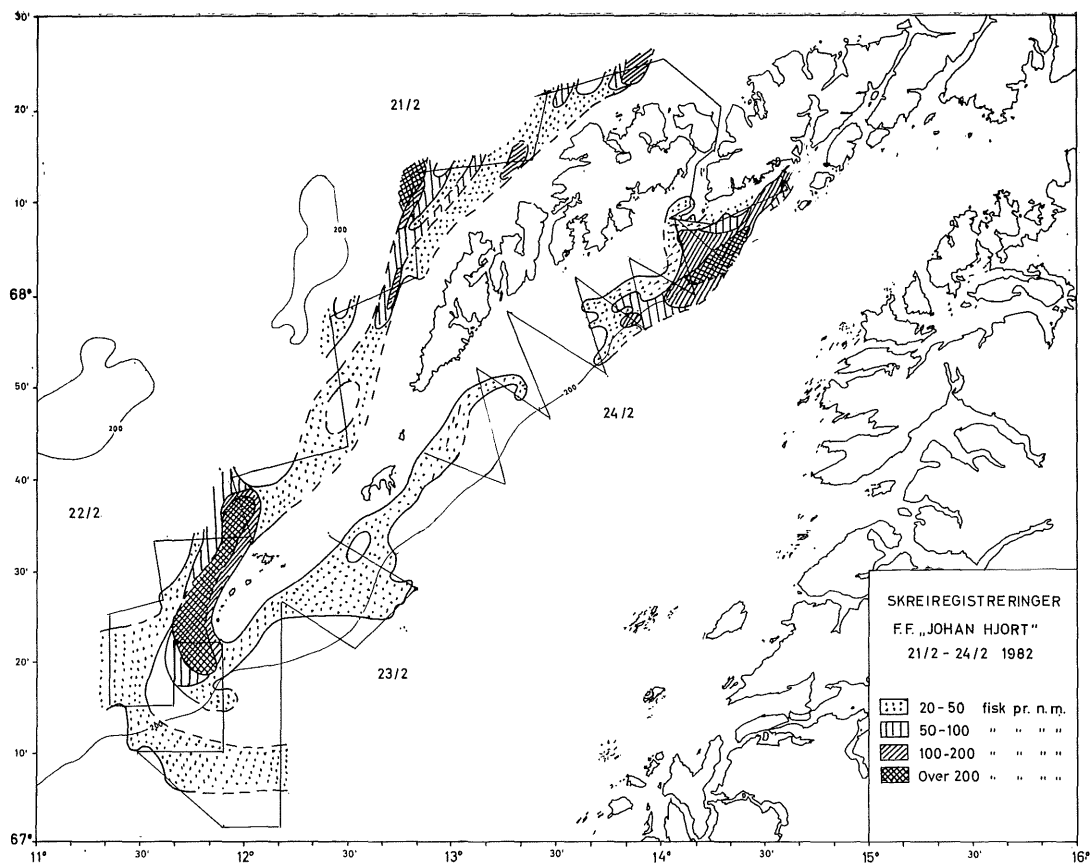 30'
21/2
20'
10'
200
68°
50'
200
24/2
200
40'
22/2
30'
SKREIREGISTRERINGER
F.F. „JOHAN HJORT"
21/2 - 24/2 1982
20'
23/2
20-50 fisk pr. n.m.
50-100 " " " "
100-200 " " " "
Over 200 " " " "
200
10'
67°
11° 30' 12° 30' 13° 30' 14° 30' 15° 30' 16°